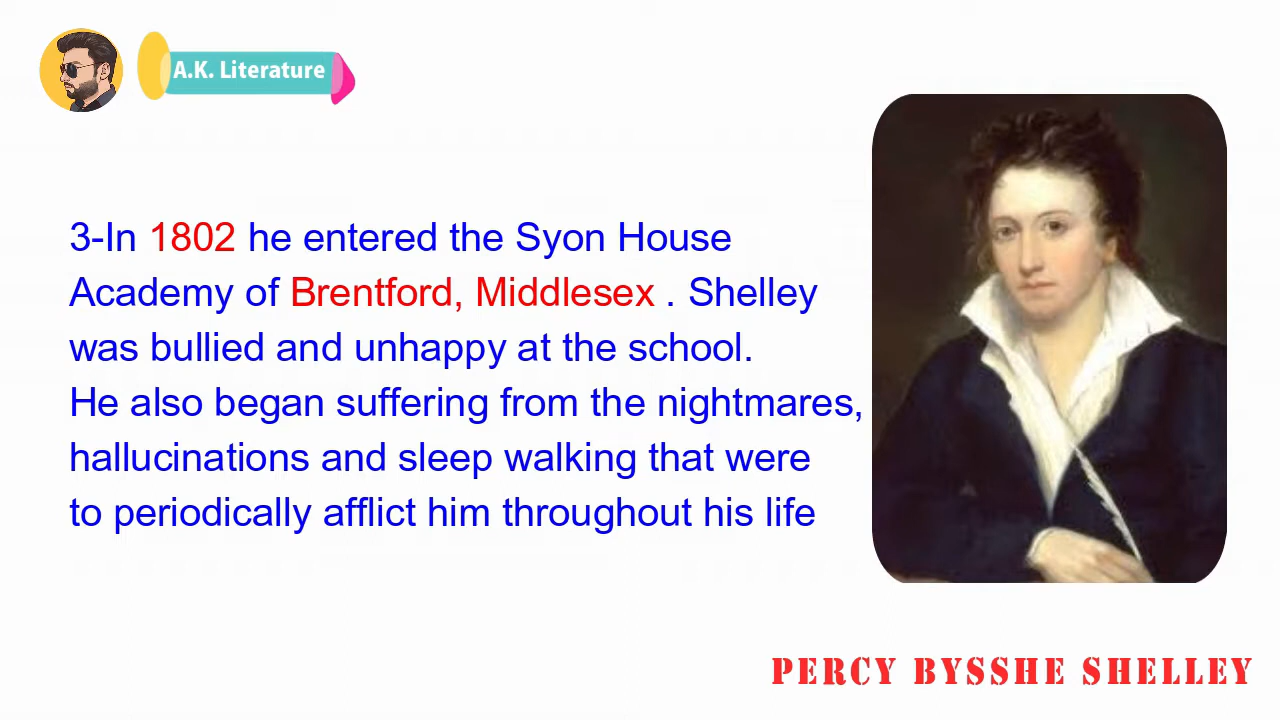 A.K. Literature
3-In 1802 he entered the Syon House
Academy of Brentford, Middlesex . Shelley
was bullied and unhappy at the school.
He also began suffering from the nightmares,
hallucinations and sleep walking that were
to periodically afflict him throughout his life
PERCY BYSSHE SHELLEY